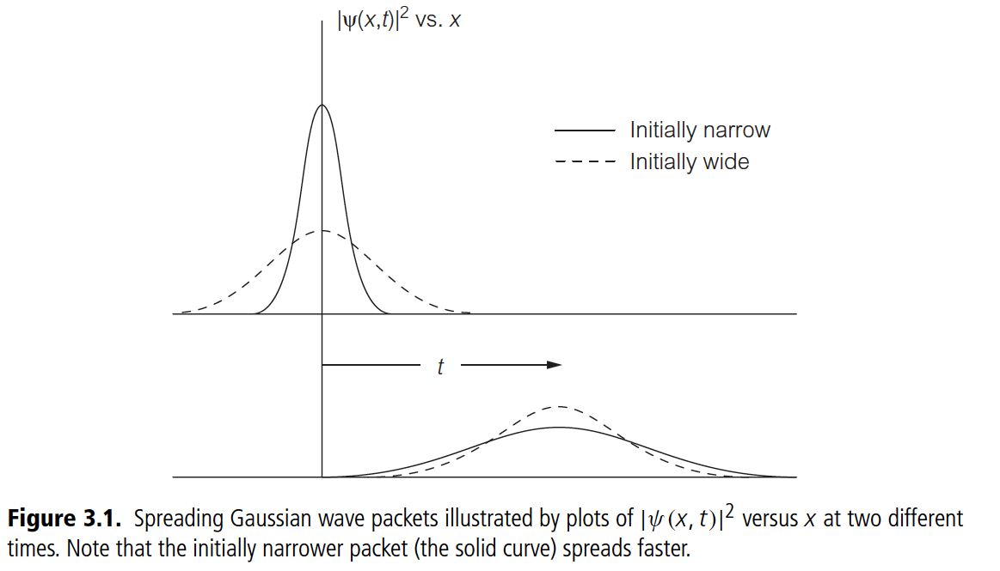 |ψ(x,t)|² vs. x
Initially narrow
Initially wide
t
Figure 3.1. Spreading Gaussian wave packets illustrated by plots of |ψ(x, t)|² versus x at two different
times. Note that the initially narrower packet (the solid curve) spreads faster.